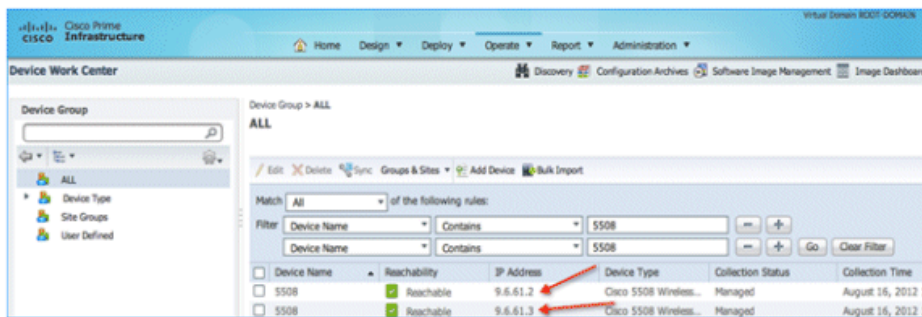 Virtual Domain ROOT-DOMAIN
cisco Cisco Prime Infrastructure
Home Design Deploy Operate Report Administration
Device Work Center Discovery Configuration Archives Software Image Management Image Dashboar
Device Group
Device Group > ALL
ALL
Edit Delete Sync Groups & Sites Add Device Bulk Import
ALL
Device Type
Site Groups
User Defined
Match All of the following rules:
Filter Device Name Contains 5508
Device Name Contains 5508 Go Clear Filter
Device Name Reachability IP Address Device Type Collection Status Collection Time
5508 Reachable 9.6.61.2 Cisco 5508 Wireless... Managed August 16, 2012
5508 Reachable 9.6.61.3 Cisco 5508 Wireless... Managed August 16, 2012